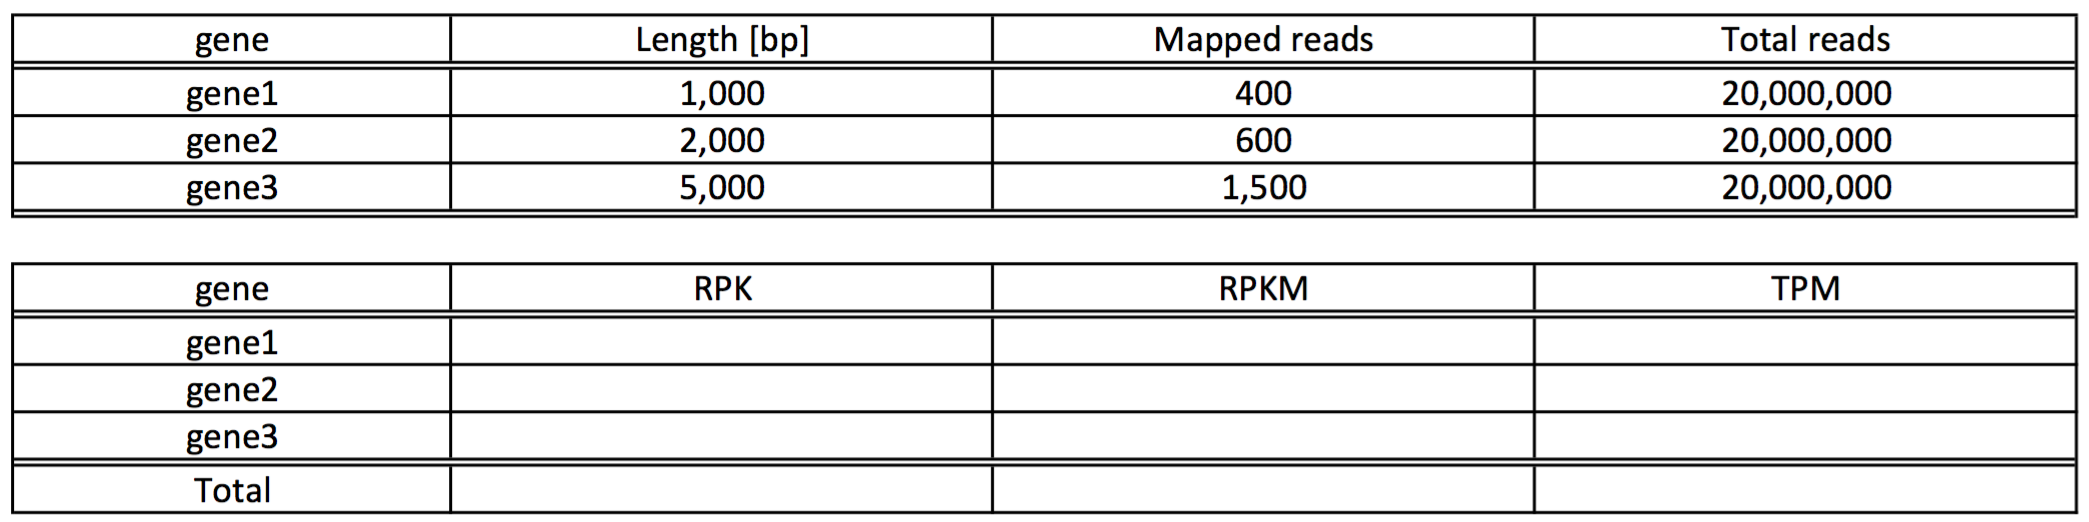 gene Length [bp] Mapped reads Total reads
gene1 1,000 400 20,000,000
gene2 2,000 600 20,000,000
gene3 5,000 1,500 20,000,000
gene RPK RPKM TPM
gene1
gene2
gene3
Total